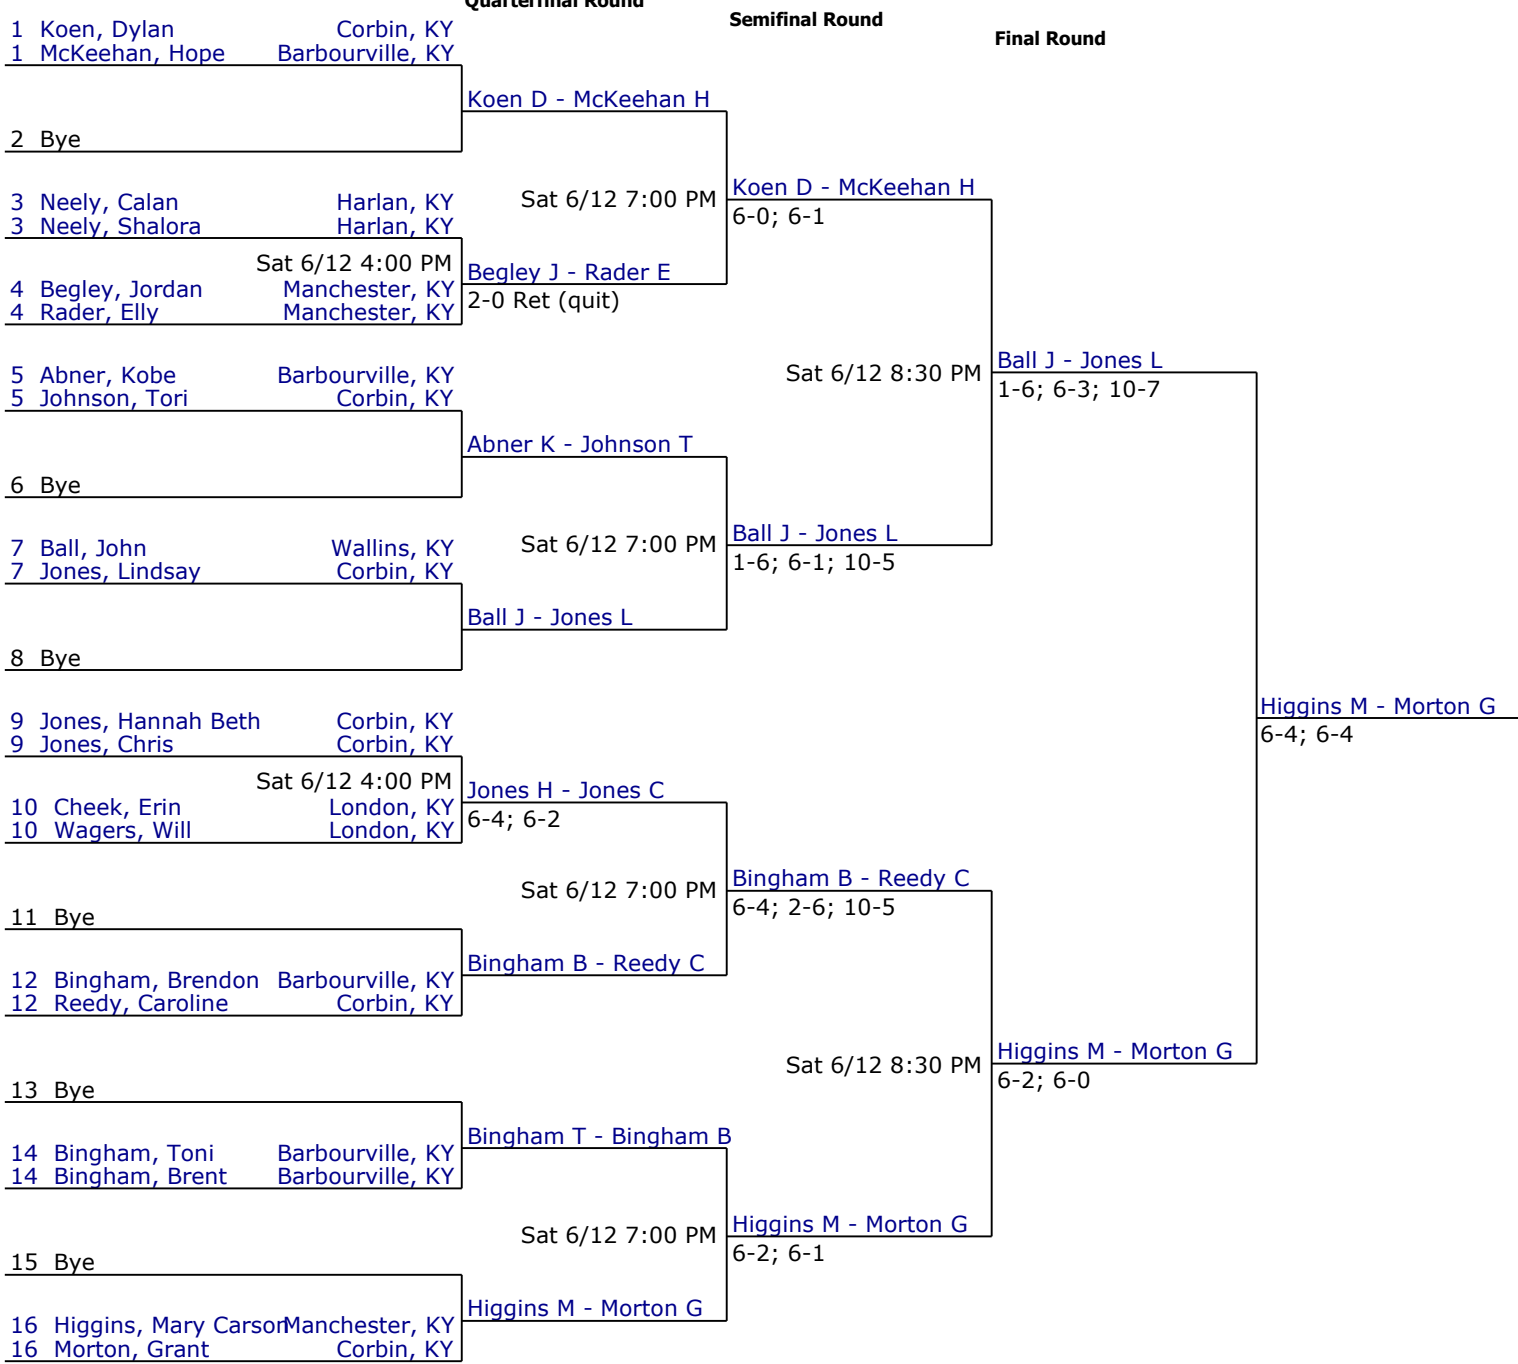 Quarterfinal Round
Semifinal Round
Final Round
1 Koen, Dylan Corbin, KY
1 McKeehan, Hope Barbourville, KY
Koen D - McKeehan H
2 Bye
Sat 6/12 7:00 PM
Koen D - McKeehan H
6-0; 6-1
3 Neely, Calan Harlan, KY
3 Neely, Shalora Harlan, KY
Sat 6/12 4:00 PM
Begley J - Rader E
2-0 Ret (quit)
4 Begley, Jordan Manchester, KY
4 Rader, Elly Manchester, KY
Sat 6/12 8:30 PM
Ball J - Jones L
1-6; 6-3; 10-7
5 Abner, Kobe Barbourville, KY
5 Johnson, Tori Corbin, KY
Abner K - Johnson T
6 Bye
Sat 6/12 7:00 PM
Ball J - Jones L
1-6; 6-1; 10-5
7 Ball, John Wallins, KY
7 Jones, Lindsay Corbin, KY
Ball J - Jones L
8 Bye
Higgins M - Morton G
6-4; 6-4
9 Jones, Hannah Beth Corbin, KY
9 Jones, Chris Corbin, KY
Sat 6/12 4:00 PM
Jones H - Jones C
6-4; 6-2
10 Cheek, Erin London, KY
10 Wagers, Will London, KY
Sat 6/12 7:00 PM
Bingham B - Reedy C
6-4; 2-6; 10-5
11 Bye
Bingham B - Reedy C
12 Bingham, Brendon Barbourville, KY
12 Reedy, Caroline Corbin, KY
Sat 6/12 8:30 PM
Higgins M - Morton G
6-2; 6-0
13 Bye
Bingham T - Bingham B
14 Bingham, Toni Barbourville, KY
14 Bingham, Brent Barbourville, KY
Sat 6/12 7:00 PM
Higgins M - Morton G
6-2; 6-1
15 Bye
Higgins M - Morton G
16 Higgins, Mary Carson Manchester, KY
16 Morton, Grant Corbin, KY